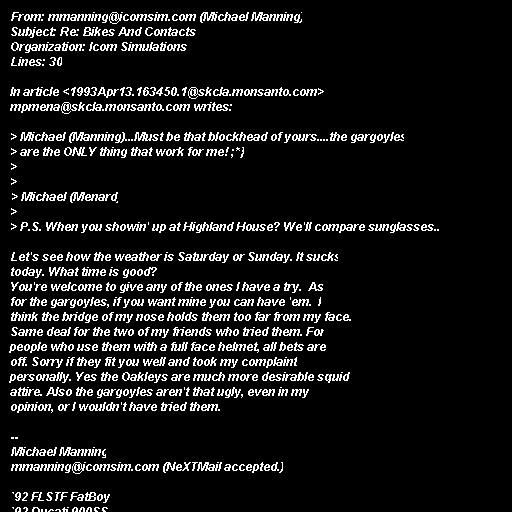 From: mmanning@icomsim.com (Michael Manning)
Subject: Re: Bikes And Contacts
Organization: Icom Simulations
Lines: 30

In article <1993Apr13.163450.1@skcla.monsanto.com>
mpmena@skcla.monsanto.com writes:

> Michael (Manning)...Must be that blockhead of yours....the gargoyles
> are the ONLY thing that work for me! ;*}
>
>
> Michael (Menard)
>
> P.S. When you showin' up at Highland House? We'll compare sunglasses..

Let's see how the weather is Saturday or Sunday. It sucks
today. What time is good?
You're welcome to give any of the ones I have a try.  As
for the gargoyles, if you want mine you can have 'em.  I
think the bridge of my nose holds them too far from my face.
Same deal for the two of my friends who tried them. For
people who use them with a full face helmet, all bets are
off. Sorry if they fit you well and took my complaint
personally. Yes the Oakleys are much more desirable squid
attire. Also the gargoyles aren't that ugly, even in my
opinion, or I wouldn't have tried them.

--
Michael Manning
mmanning@icomsim.com (NeXTMail accepted.)

`92 FLSTF FatBoy
`92 Ducati 900SS